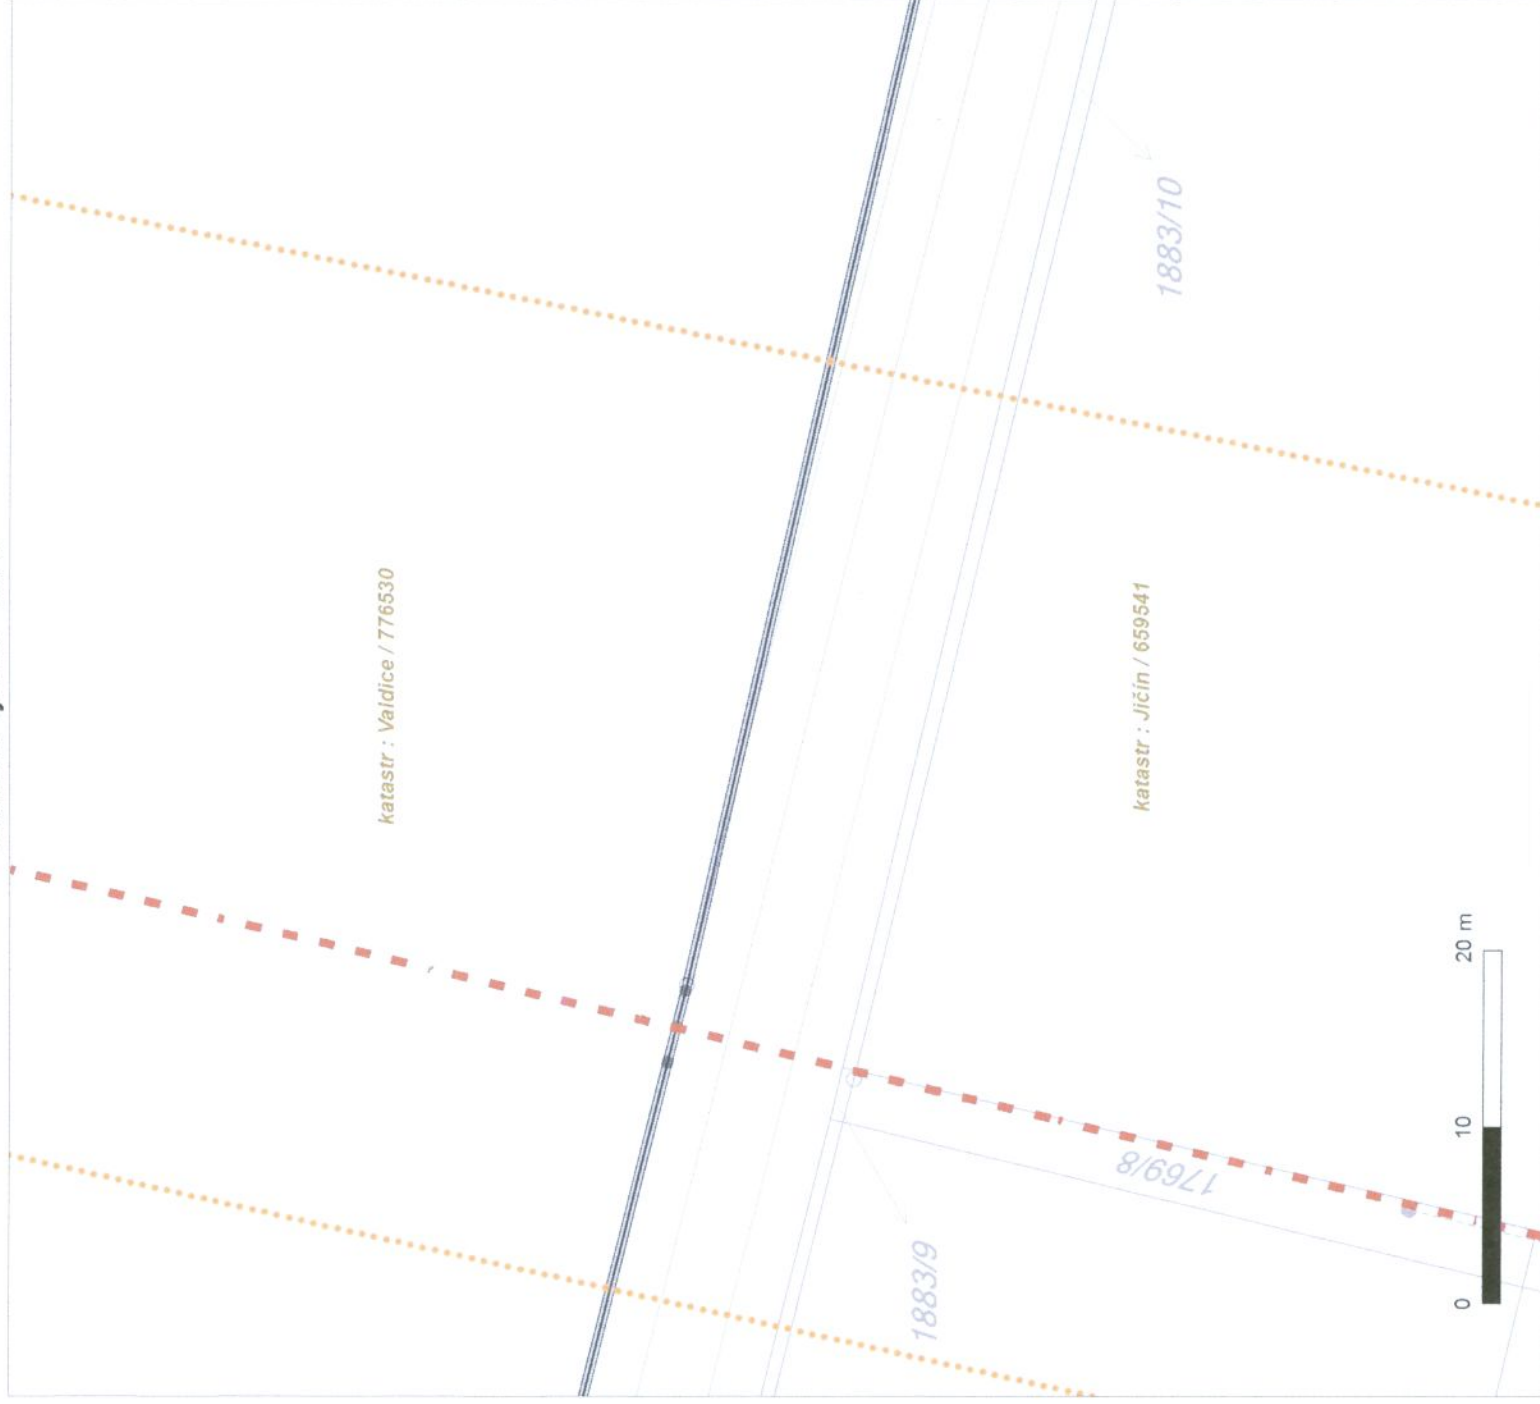 katastr : Valdice / 776530
1883/10
katastr : Jičín / 659541
1769/8
1883/9
0 10 20 m